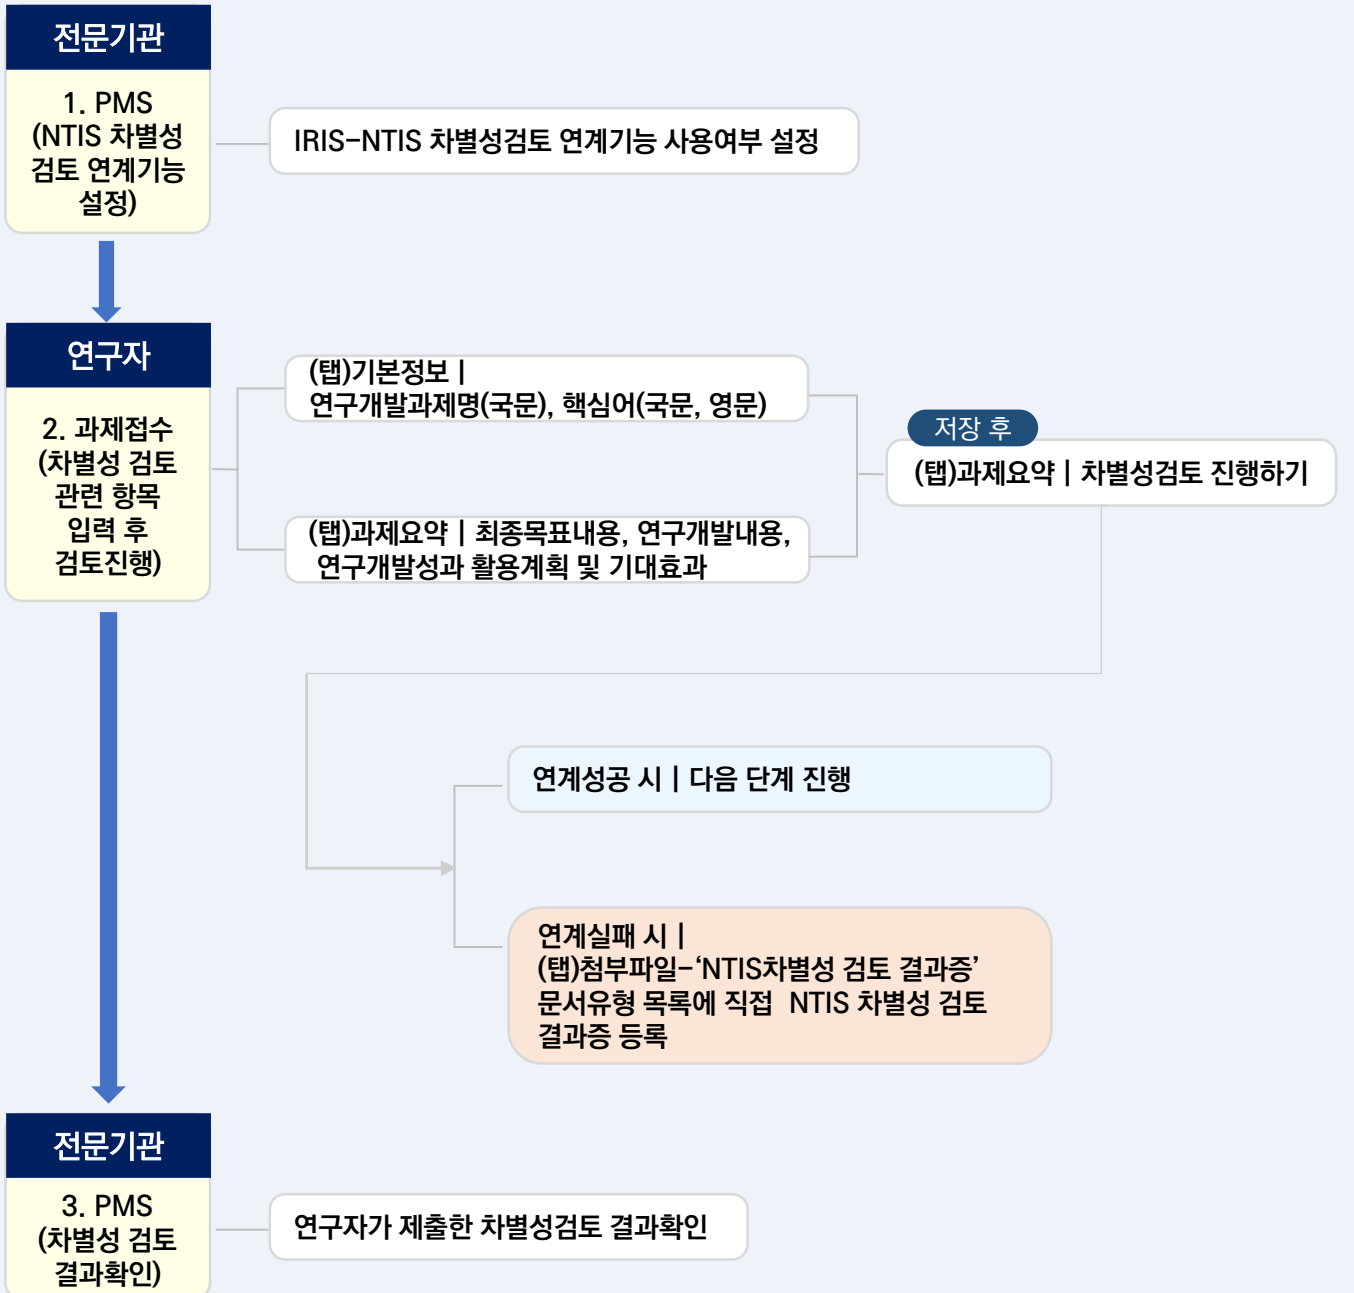 전문기관
1. PMS
(NTIS 차별성
검토 연계기능
설정)
IRIS-NTIS 차별성검토 연계기능 사용여부 설정
연구자
2. 과제접수
(차별성 검토
관련 항목
입력 후
검토진행)
(탭)기본정보 |
연구개발과제명(국문), 핵심어(국문, 영문)
(탭)과제요약 | 최종목표내용, 연구개발내용,
연구개발성과 활용계획 및 기대효과
저장 후
(탭)과제요약 | 차별성검토 진행하기
연계성공 시 | 다음 단계 진행
연계실패 시 |
(탭)첨부파일-‘NTIS차별성 검토 결과증’
문서유형 목록에 직접 NTIS 차별성 검토
결과증 등록
전문기관
3. PMS
(차별성 검토
결과확인)
연구자가 제출한 차별성검토 결과확인